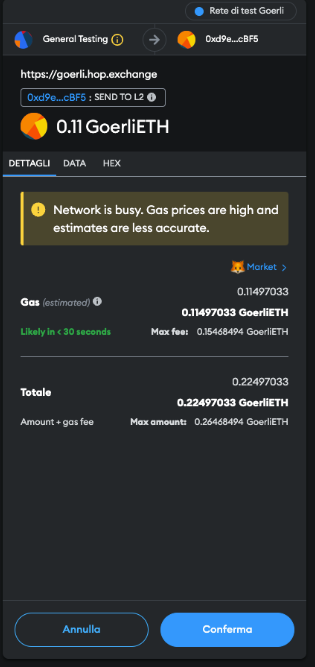 Rete di test Goerli
General Testing
0xd9e...cBF5
https://goerli.hop.exchange
0xd9e...cBF5 : SEND TO L2
0.11 GoerliETH
DETTAGLI DATA HEX
Network is busy. Gas prices are high and
estimates are less accurate.
Market >
0.11497033
Gas (estimated)
0.11497033 GoerliETH
Likely in < 30 seconds Max fee: 0.15468494 GoerliETH
0.22497033
Totale
0.22497033 GoerliETH
Amount + gas fee Max amount: 0.26468494 GoerliETH
Annulla Conferma